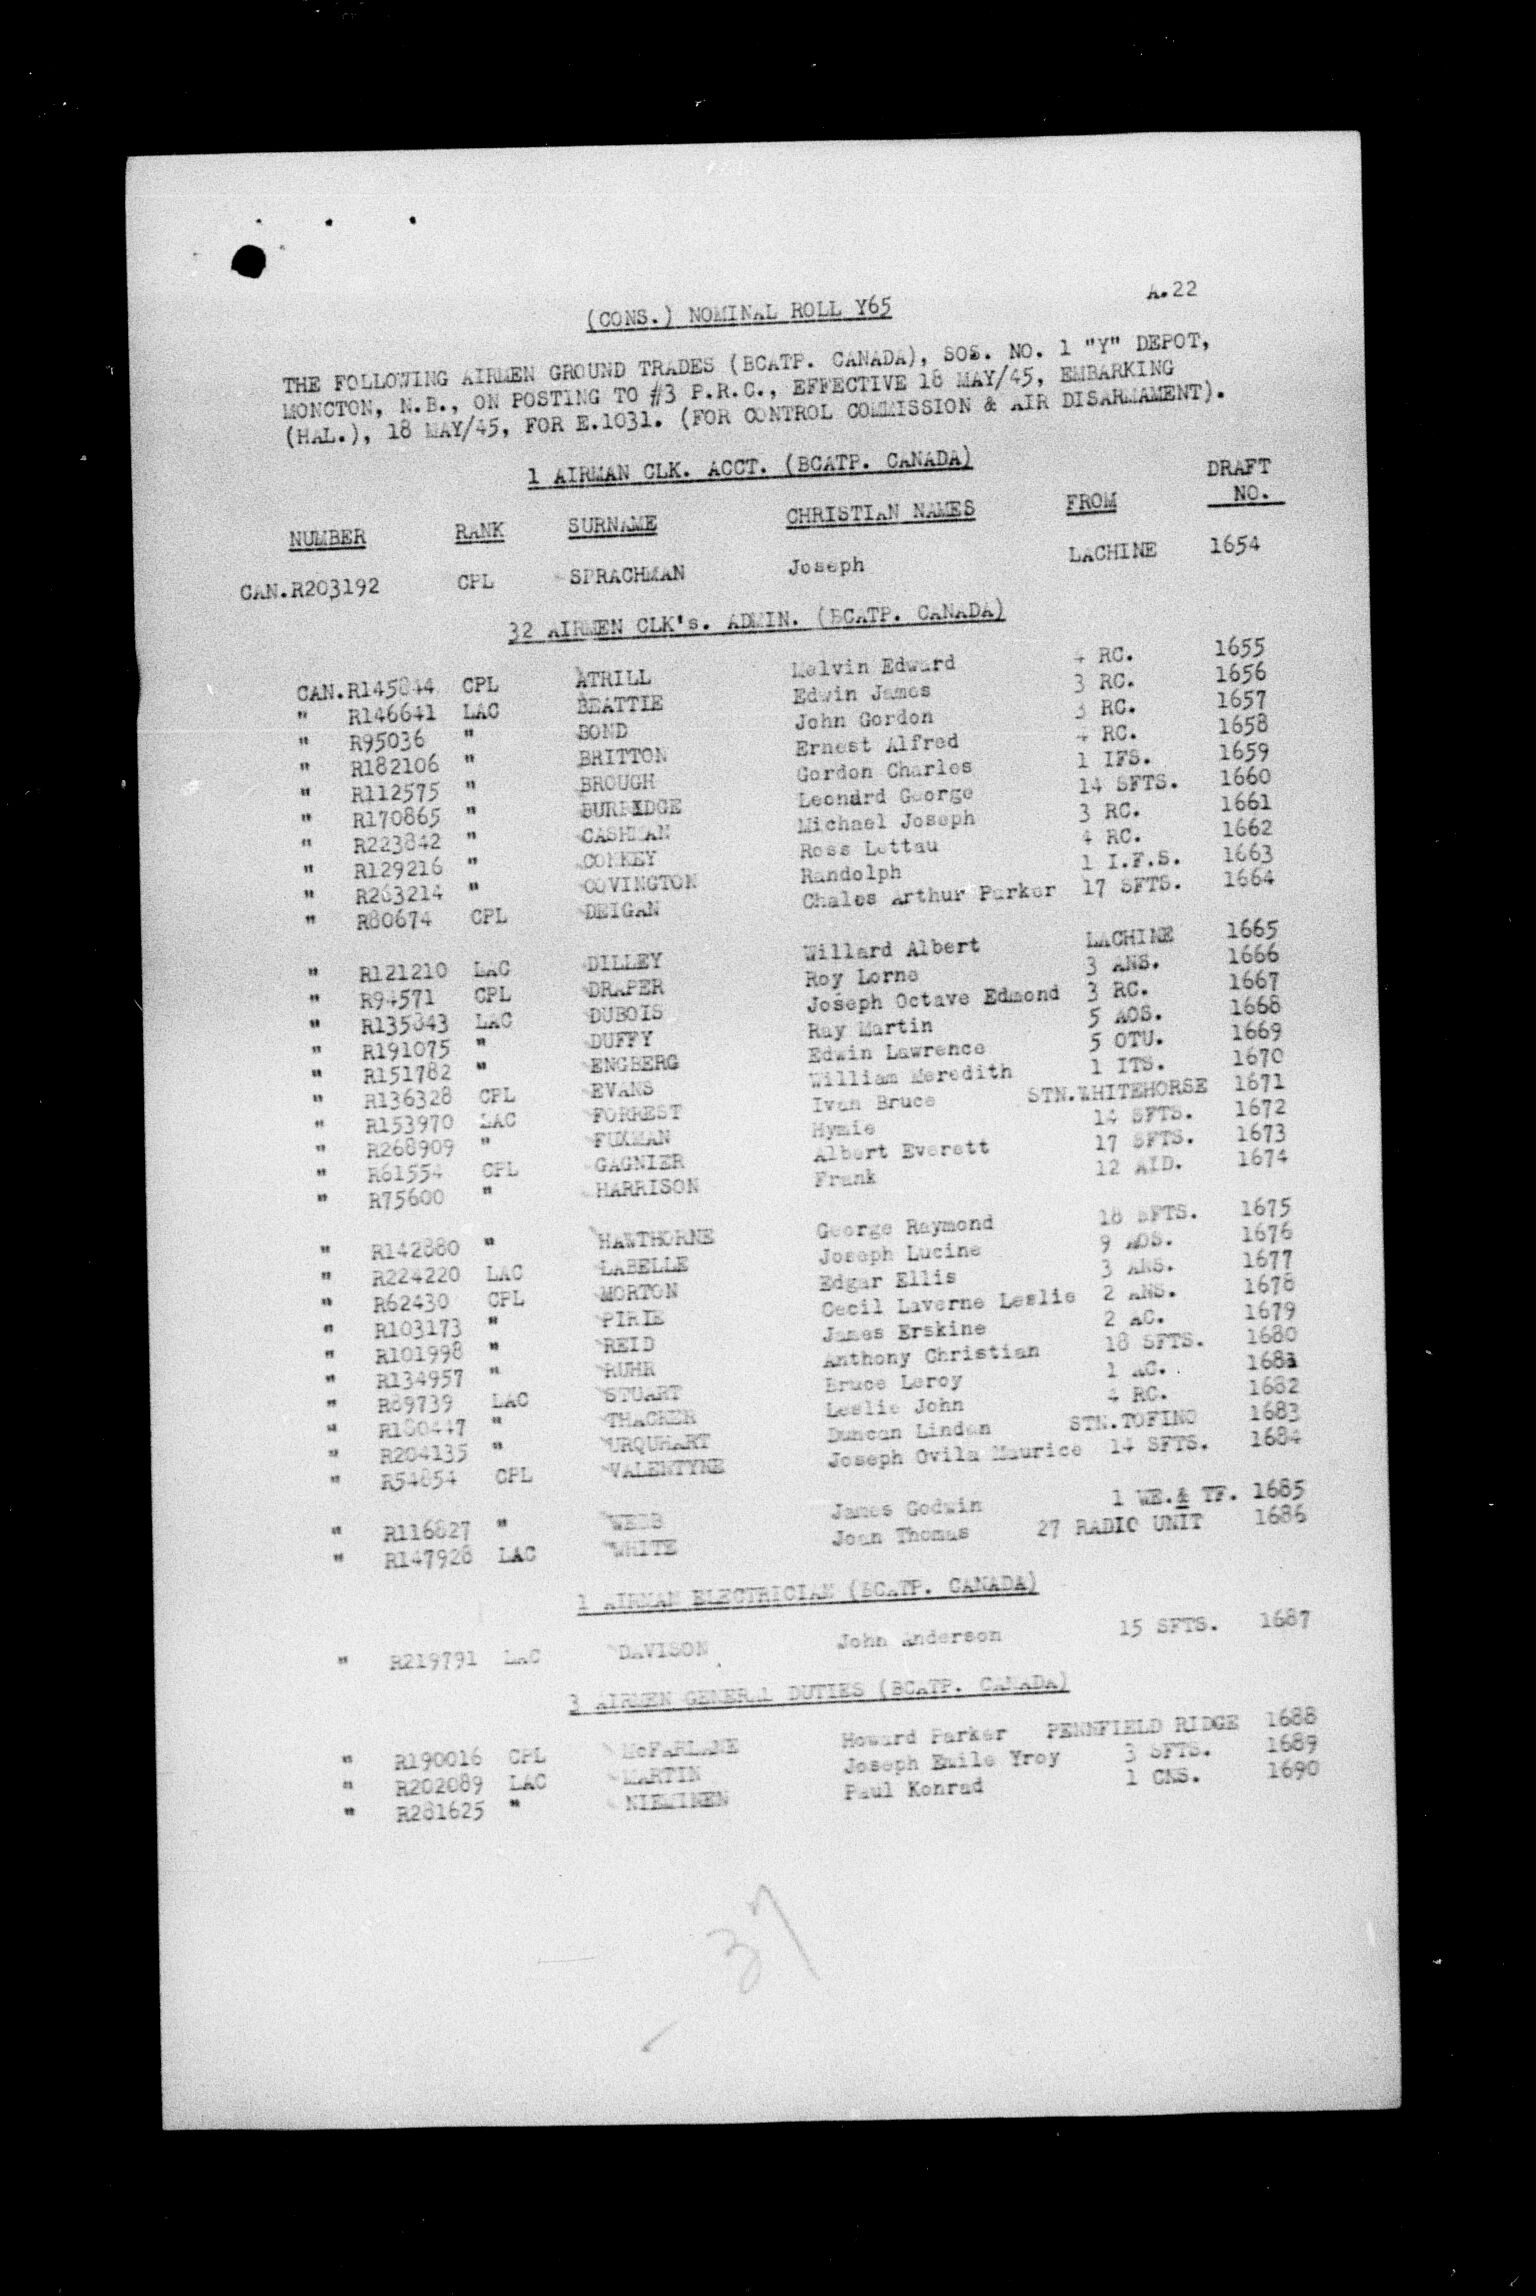 A.22
(CONS.) NOMINAL ROLL Y65
THE FOLLOWING AIRMEN GROUND TRADES (BCATP. CANADA), SOS. NO. 1 "Y" DEPOT,
MONCTON, N.B., ON POSTING TO #3 P.R.C., EFFECTIVE 18 MAY/45, EMBARKING
(HAL.), 18 MAY/45, FOR E.1031. (FOR CONTROL COMMISSION & AIR DISARMAMENT).
1 AIRMAN CLK. ACCT. (BCATP. CANADA)
NUMBER RANK SURNAME CHRISTIAN NAMES FROM DRAFT NO.
CAN.R203192 CPL SPRACHMAN Joseph LACHINE 1654
32 AIRMEN CLK's. ADMIN. (BCATP. CANADA)
CAN.R145844 CPL ATRILL Melvin Edward 4 RC. 1655
" R146641 LAC BEATTIE Edwin James 3 RC. 1656
" R95036 " BOND John Gordon 3 RC. 1657
" R182106 " BRITTON Ernest Alfred 4 RC. 1658
" R112575 " BROUGH Gordon Charles 1 IFS. 1659
" R170865 " BURRIDGE Leonard George 14 SFTS. 1660
" R223842 " CASHMAN Michael Joseph 3 RC. 1661
" R129216 " CONKEY Ross Lettau 4 RC. 1662
" R263214 " COVINGTON Randolph 1 I.F.S. 1663
" R80674 CPL DEIGAN Chales Arthur Parker 17 SFTS. 1664
" R121210 LAC DILLEY Willard Albert LACHINE 1665
" R94571 CPL DRAPER Roy Lorne 3 ANS. 1666
" R135843 LAC DUBOIS Joseph Octave Edmond 3 RC. 1667
" R191075 " DUFFY Ray Martin 5 AOS. 1668
" R151782 " ENGBERG Edwin Lawrence 5 OTU. 1669
" R136328 CPL EVANS William Meredith 1 ITS. 1670
" R153970 LAC FORREST Ivan Bruce STN.WHITEHORSE 1671
" R268909 " FUXMAN Hymie 14 SFTS. 1672
" R61554 CPL GAGNIER Albert Everett 17 SFTS. 1673
" R75600 " HARRISON Frank 12 AID. 1674
" R142880 " HAWTHORNE George Raymond 18 SFTS. 1675
" R224220 LAC LABELLE Joseph Lucine 9 AOS. 1676
" R62430 CPL MORTON Edgar Ellis 3 ANS. 1677
" R103173 " PIRIE Cecil Laverne Leslie 2 ANS. 1678
" R101998 " REID James Erskine 2 AC. 1679
" R134957 " RUHR Anthony Christian 18 SFTS. 1680
" R89739 LAC STUART Bruce Leroy 1 AC. 1681
" R180447 " THACKER Leslie John 4 RC. 1682
" R204135 " URQUHART Duncan Linden STN.TOFINO 1683
" R54854 CPL VALENTYNE Joseph Ovila Maurice 14 SFTS. 1684
" R116827 " WEBB James Godwin 1 WE.& TF. 1685
" R147928 LAC WHITE Jean Thomas 27 RADIO UNIT 1686
1 AIRMAN ELECTRICIAN (BCATP. CANADA)
" R219791 LAC DAVISON John Anderson 15 SFTS. 1687
3 AIRMEN GENERAL DUTIES (BCATP. CANADA)
" R190016 CPL McFARLANE Howard Parker PENNFIELD RIDGE 1688
" R202089 LAC MARTIN Joseph Emile Yroy 3 SFTS. 1689
" R281625 " NIEMINEN Paul Konrad 1 CNS. 1690
37